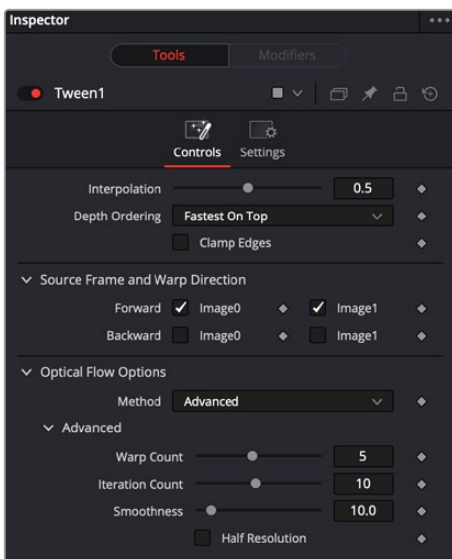 Inspector
Tools Modifiers
Tween1
Controls Settings
Interpolation 0.5
Depth Ordering Fastest On Top
Clamp Edges
Source Frame and Warp Direction
Forward Image0 Image1
Backward Image0 Image1
Optical Flow Options
Method Advanced
Advanced
Warp Count 5
Iteration Count 10
Smoothness 10.0
Half Resolution